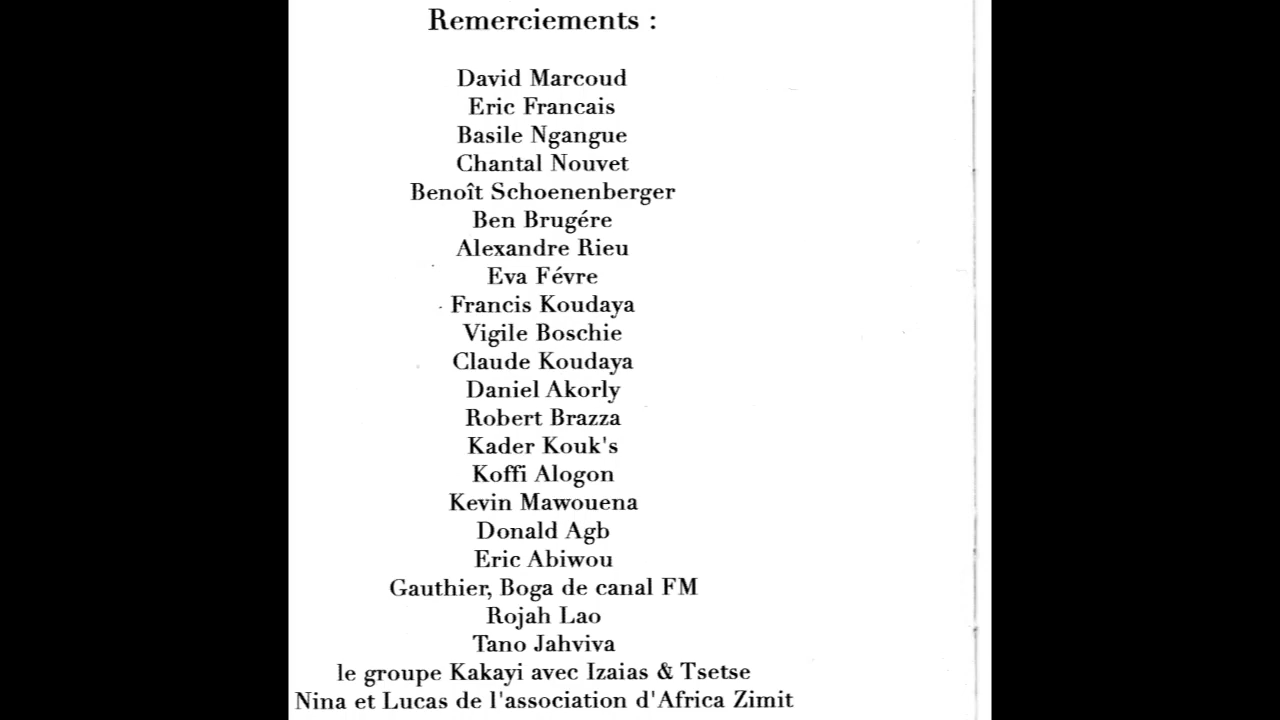 Remerciements :
David Marcoud
Eric Francais
Basile Ngangue
Chantal Nouvet
Benoît Schoenenberger
Ben Brugére
Alexandre Rieu
Eva Févre
Francis Koudaya
Vigile Boschie
Claude Koudaya
Daniel Akorly
Robert Brazza
Kader Kouk's
Koffi Alogon
Kevin Mawouena
Donald Agb
Eric Abiwou
Gauthier, Boga de canal FM
Rojah Lao
Tano Jahviva
le groupe Kakayi avec Izaias & Tsetse
Nina et Lucas de l'association d'Africa Zimit